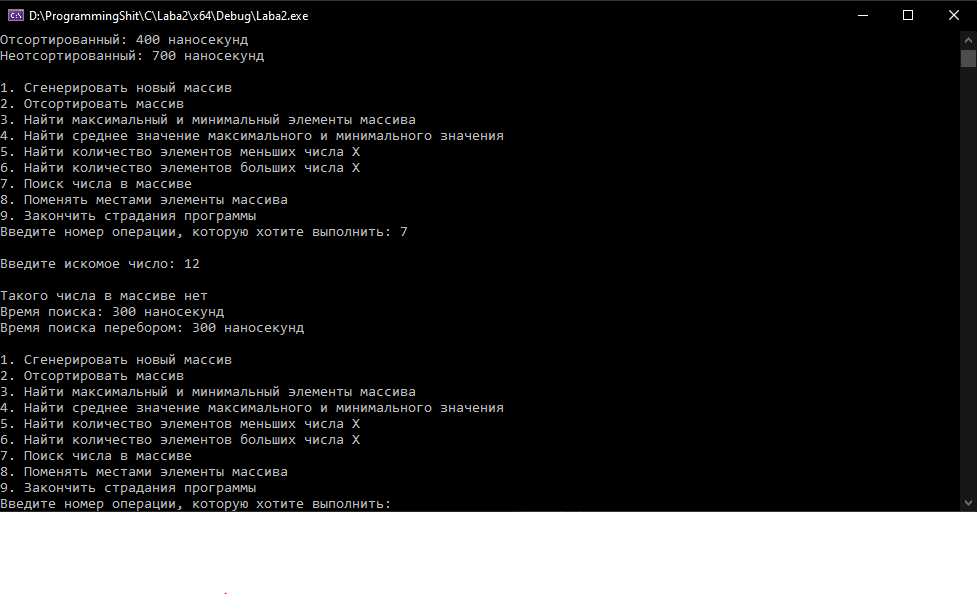 D:\ProgrammingShit\C\Laba2\x64\Debug\Laba2.exe
Отсортированный: 400 наносекунд
Неотсортированный: 700 наносекунд
1. Сгенерировать новый массив
2. Отсортировать массив
3. Найти максимальный и минимальный элементы массива
4. Найти среднее значение максимального и минимального значения
5. Найти количество элементов меньших числа X
6. Найти количество элементов больших числа X
7. Поиск числа в массиве
8. Поменять местами элементы массива
9. Закончить страдания программы
Введите номер операции, которую хотите выполнить: 7
Введите искомое число: 12
Такого числа в массиве нет
Время поиска: 300 наносекунд
Время поиска перебором: 300 наносекунд
1. Сгенерировать новый массив
2. Отсортировать массив
3. Найти максимальный и минимальный элементы массива
4. Найти среднее значение максимального и минимального значения
5. Найти количество элементов меньших числа X
6. Найти количество элементов больших числа X
7. Поиск числа в массиве
8. Поменять местами элементы массива
9. Закончить страдания программы
Введите номер операции, которую хотите выполнить: